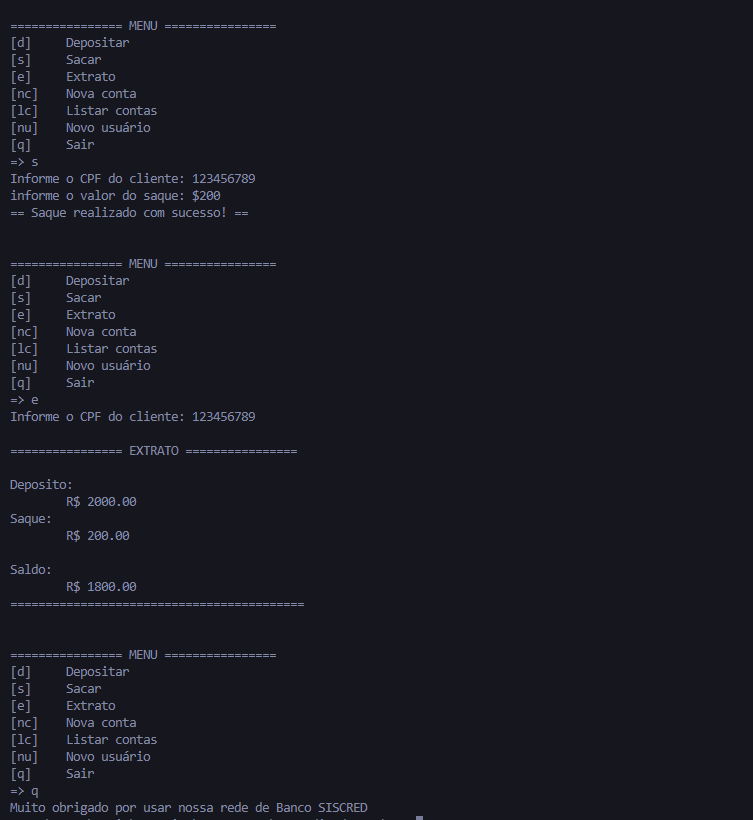 ================ MENU ================
[d]     Depositar
[s]     Sacar
[e]     Extrato
[nc]    Nova conta
[lc]    Listar contas
[nu]    Novo usuário
[q]     Sair
=> s
Informe o CPF do cliente: 123456789
informe o valor do saque: $200
== Saque realizado com sucesso! ==
================ MENU ================
[d]     Depositar
[s]     Sacar
[e]     Extrato
[nc]    Nova conta
[lc]    Listar contas
[nu]    Novo usuário
[q]     Sair
=> e
Informe o CPF do cliente: 123456789
================ EXTRATO ================
Deposito:
        R$ 2000.00
Saque:
        R$ 200.00
Saldo:
        R$ 1800.00
==========================================
================ MENU ================
[d]     Depositar
[s]     Sacar
[e]     Extrato
[nc]    Nova conta
[lc]    Listar contas
[nu]    Novo usuário
[q]     Sair
=> q
Muito obrigado por usar nossa rede de Banco SISCRED